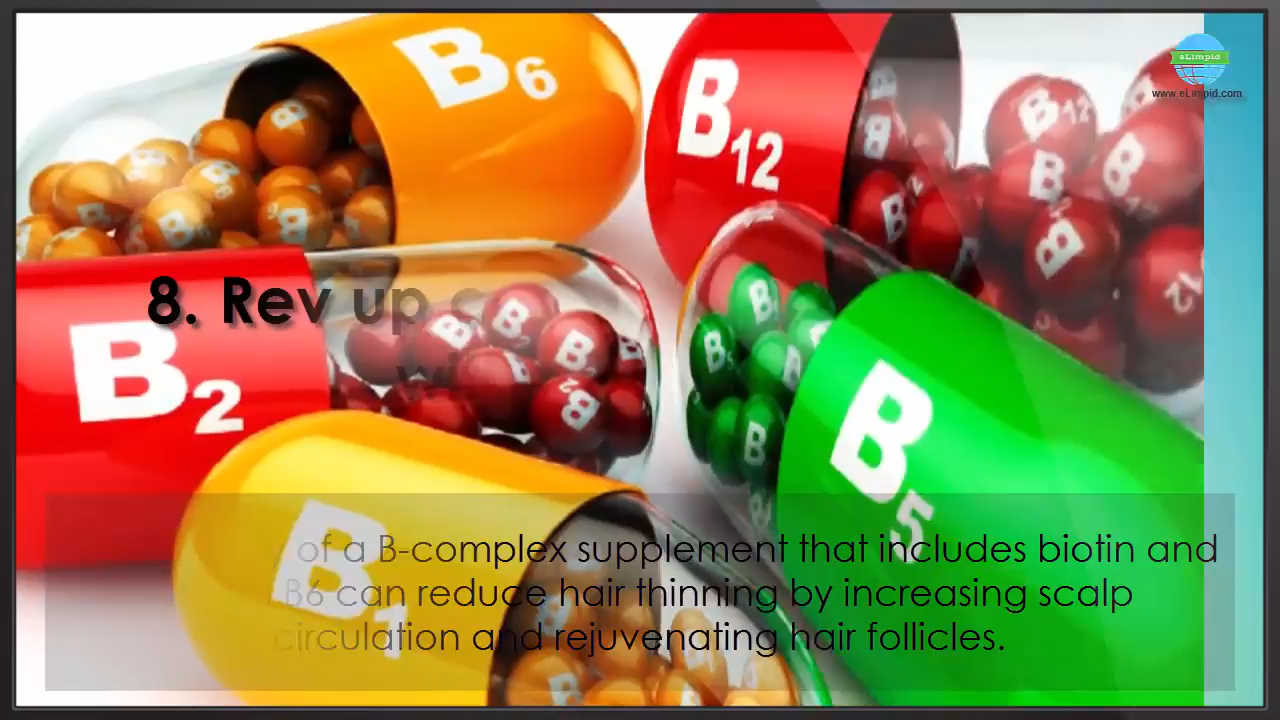 eLimpid
www.eLimpid.com
B6
B12
B2
B5
B1
8. Rev up
of a B-complex supplement that includes biotin and
B6 can reduce hair thinning by increasing scalp
circulation and rejuvenating hair follicles.